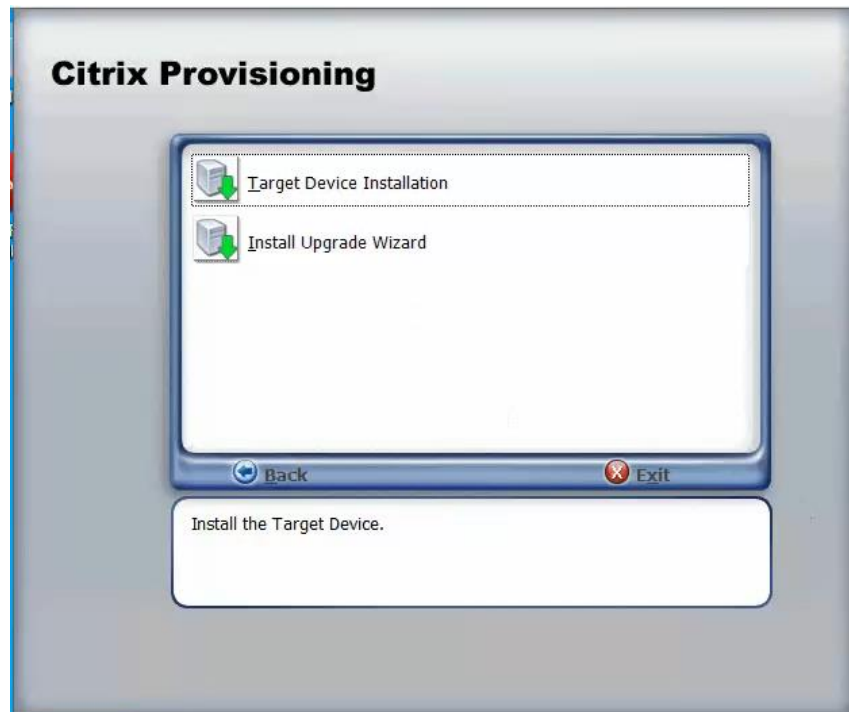 Citrix Provisioning
Target Device Installation
Install Upgrade Wizard
Back
Exit
Install the Target Device.